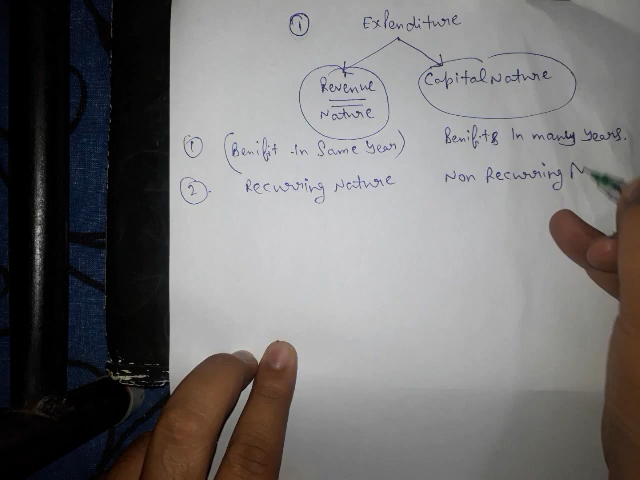 ① Expenditure
Revenue Nature
Capital Nature
① (Benifit in Same Year) Benifits In many years.
②. Recurring Nature Non Recurring N